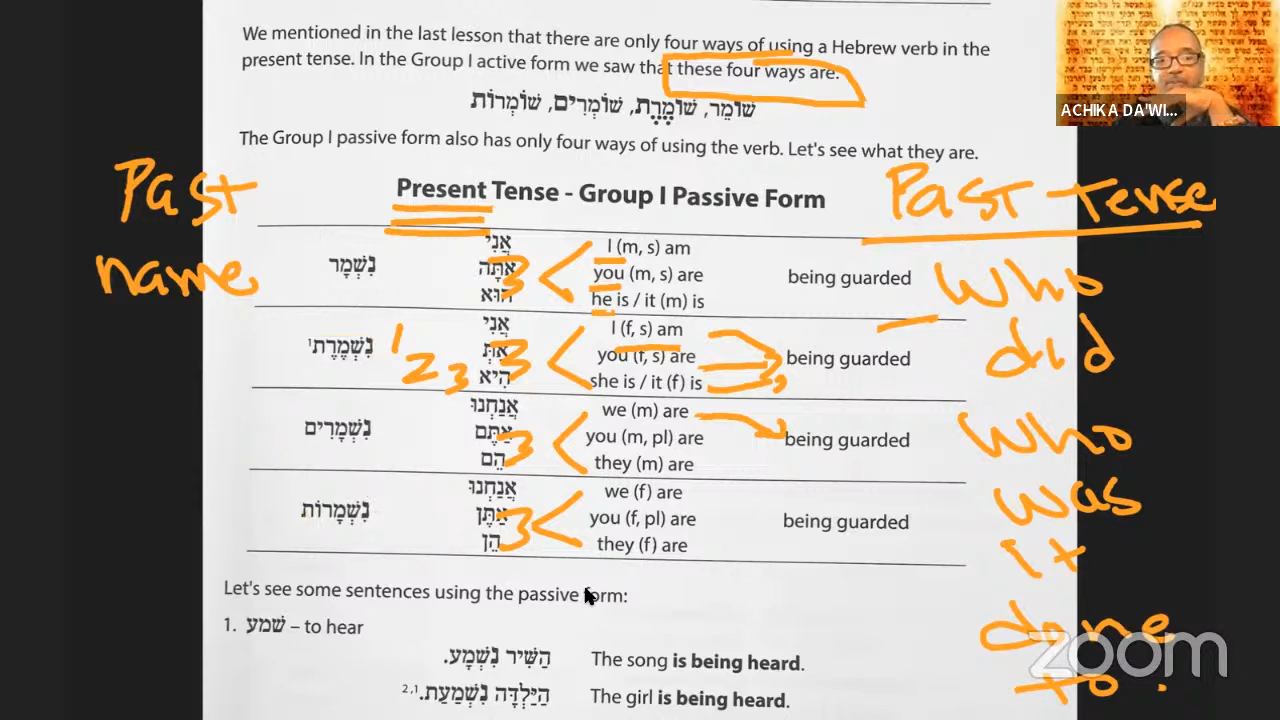 We mentioned in the last lesson that there are only four ways of using a Hebrew verb in the
present tense. In the Group I active form we saw that these four ways are:
שׁוֹמֵר, שׁוֹמֶרֶת, שׁוֹמְרִים, שׁוֹמְרוֹת
ACHIKA DA'WI...
The Group I passive form also has only four ways of using the verb. Let's see what they are.
Past
name
Present Tense - Group I Passive Form
Past tense
who
did
who
was
it
done
to?
אֲנִי I (m, s) am
נִשְׁמָר אַתָּה 3 you (m, s) are being guarded
הוּא he is / it (m) is
אֲנִי I (f, s) am
נִשְׁמֶרֶת¹ 1 2 3 אַתְּ 3 you (f, s) are being guarded
הִיא she is / it (f) is
אֲנַחְנוּ we (m) are
נִשְׁמָרִים אַתֶּם 3 you (m, pl) are being guarded
הֵם they (m) are
אֲנַחְנוּ we (f) are
נִשְׁמָרוֹת אַתֶּן 3 you (f, pl) are being guarded
הֵן they (f) are
Let's see some sentences using the passive form:
1. שׁמע – to hear
הַשִּׁיר נִשְׁמָע. The song is being heard.
הַיַּלְדָּה נִשְׁמַעַת.²,¹ The girl is being heard.
zoom